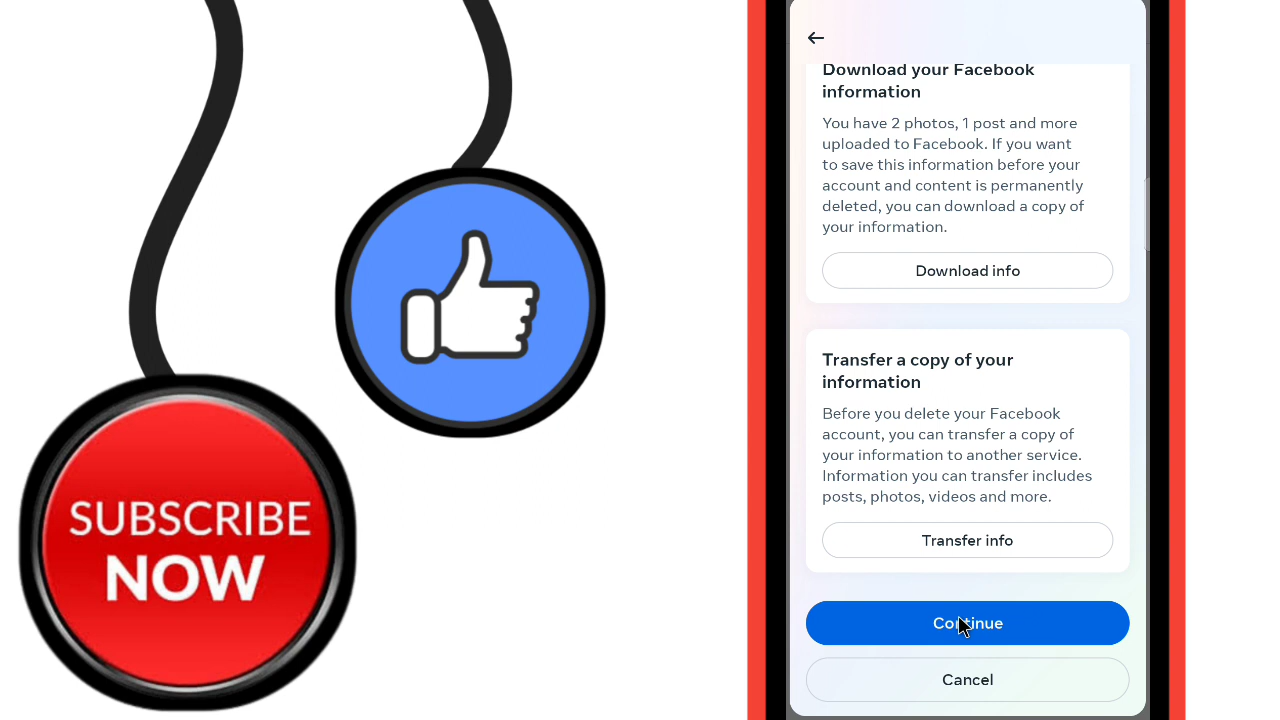 SUBSCRIBE
NOW
Download your Facebook
information
You have 2 photos, 1 post and more
uploaded to Facebook. If you want
to save this information before your
account and content is permanently
deleted, you can download a copy of
your information.
Download info
Transfer a copy of your
information
Before you delete your Facebook
account, you can transfer a copy of
your information to another service.
Information you can transfer includes
posts, photos, videos and more.
Transfer info
Continue
Cancel